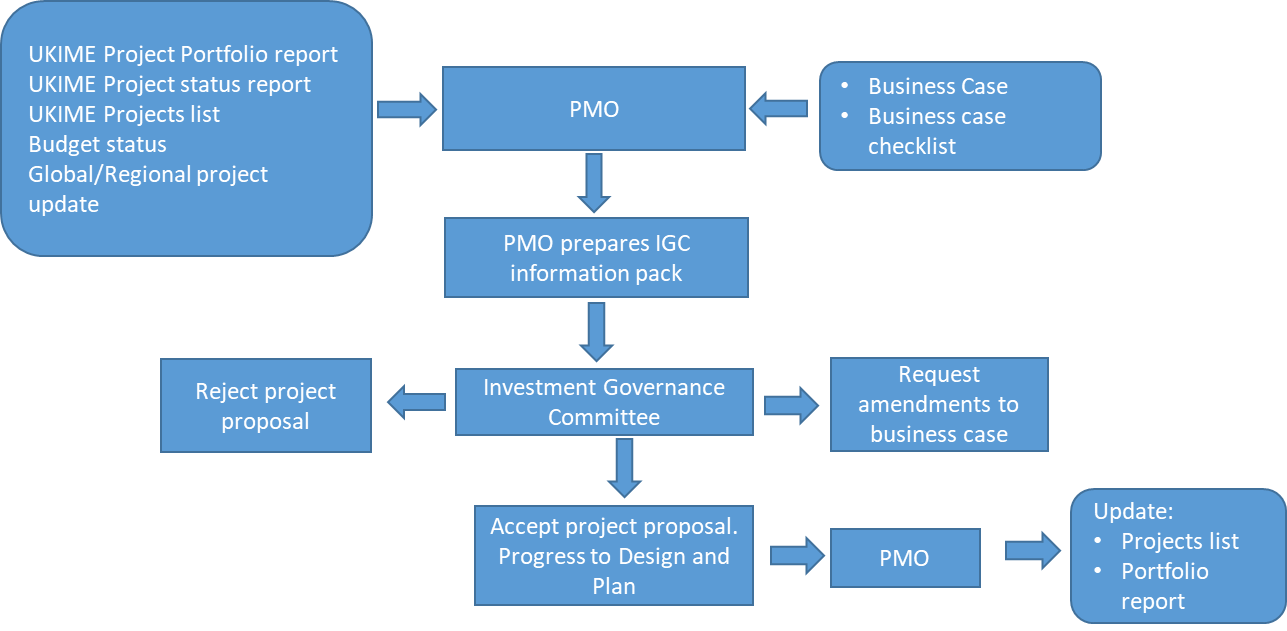 UKIME Project Portfolio report
UKIME Project status report
UKIME Projects list
Budget status
Global/Regional project
update
PMO
• Business Case
• Business case
checklist
PMO prepares IGC
information pack
Reject project
proposal
Investment Governance
Committee
Request
amendments to
business case
Accept project proposal.
Progress to Design and
Plan
PMO
Update:
• Projects list
• Portfolio
report